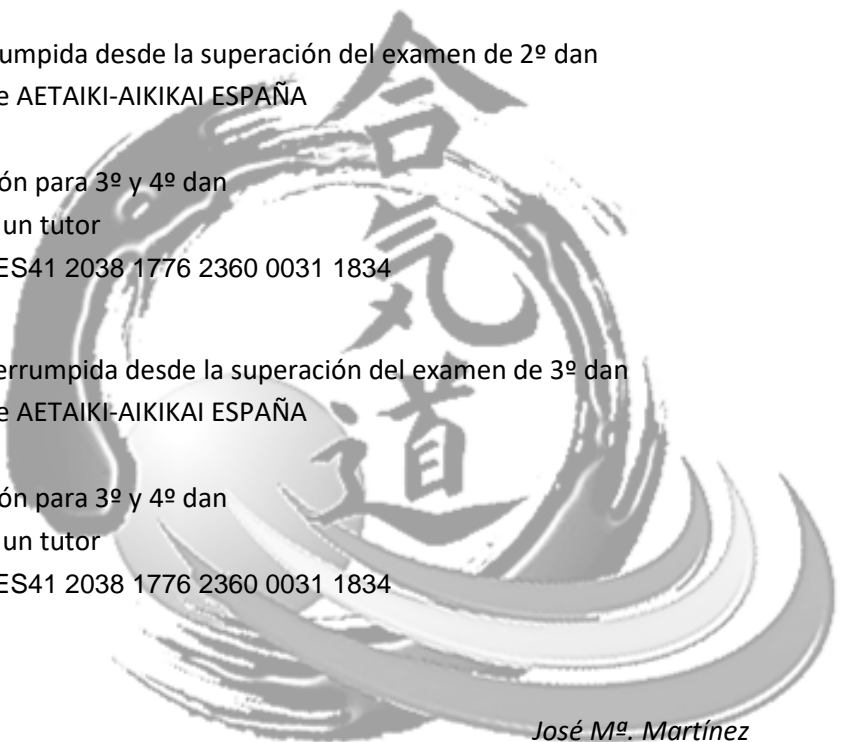 umpida desde la superación del examen de 2º dan
e AETAIKI-AIKIKAI ESPAÑA
ón para 3º y 4º dan
un tutor
ES41 2038 1776 2360 0031 1834
errumpida desde la superación del examen de 3º dan
e AETAIKI-AIKIKAI ESPAÑA
ón para 3º y 4º dan
un tutor
ES41 2038 1776 2360 0031 1834
José Mª. Martínez
合気道